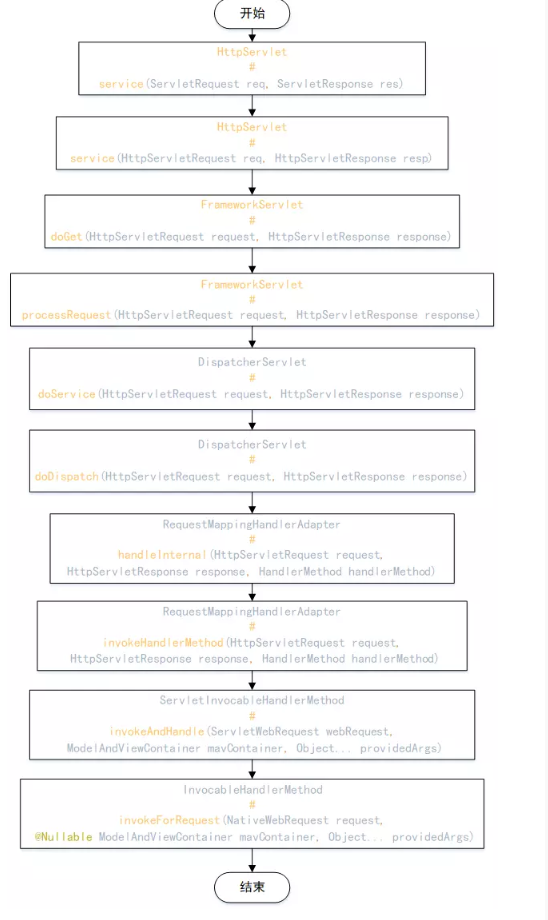 开始
HttpServlet
#
service(ServletRequest req, ServletResponse res)
HttpServlet
#
service(HttpServletRequest req, HttpServletResponse resp)
FrameworkServlet
#
doGet(HttpServletRequest request, HttpServletResponse response)
FrameworkServlet
#
processRequest(HttpServletRequest request, HttpServletResponse response)
DispatcherServlet
#
doService(HttpServletRequest request, HttpServletResponse response)
DispatcherServlet
#
doDispatch(HttpServletRequest request, HttpServletResponse response)
RequestMappingHandlerAdapter
#
handleInternal(HttpServletRequest request,
HttpServletResponse response, HandlerMethod handlerMethod)
RequestMappingHandlerAdapter
#
invokeHandlerMethod(HttpServletRequest request,
HttpServletResponse response, HandlerMethod handlerMethod)
ServletInvocableHandlerMethod
#
invokeAndHandle(ServletWebRequest webRequest,
ModelAndViewContainer mavContainer, Object... providedArgs)
InvocableHandlerMethod
#
invokeForRequest(NativeWebRequest request,
@Nullable ModelAndViewContainer mavContainer, Object... providedArgs)
结束